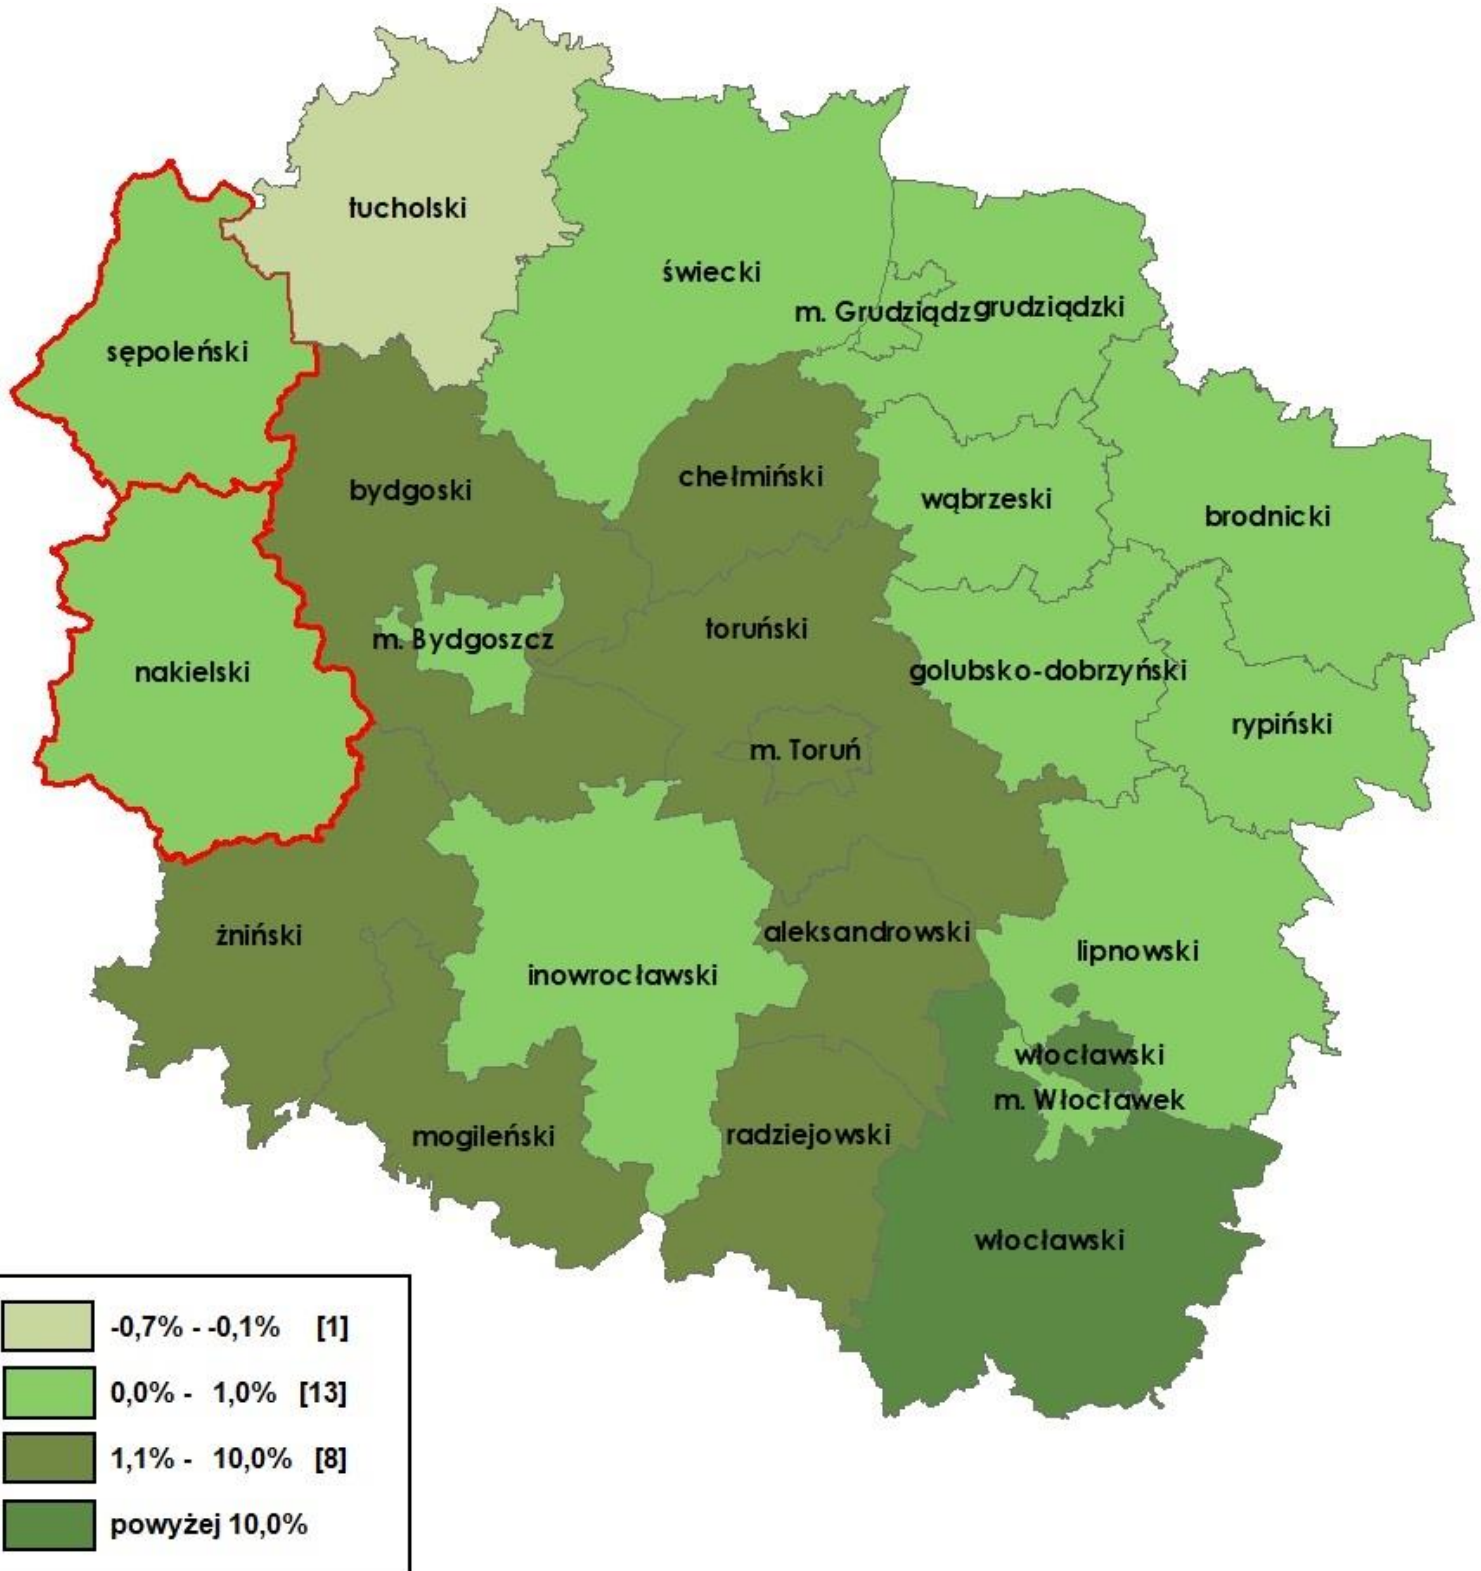 tucholski
świecki
m. Grudziądz
grudziądzki
sępoleński
chełmiński
bydgoski
wąbrzeski
brodnicki
m. Bydgoszcz
toruński
nakielski
golubsko-dobrzyński
rypiński
m. Toruń
żniński
aleksandrowski
lipnowski
inowrocławski
włocławski
m. Włocławek
mogileński
radziejowski
włocławski
-0,7% - -0,1% [1]
0,0% - 1,0% [13]
1,1% - 10,0% [8]
powyżej 10,0%